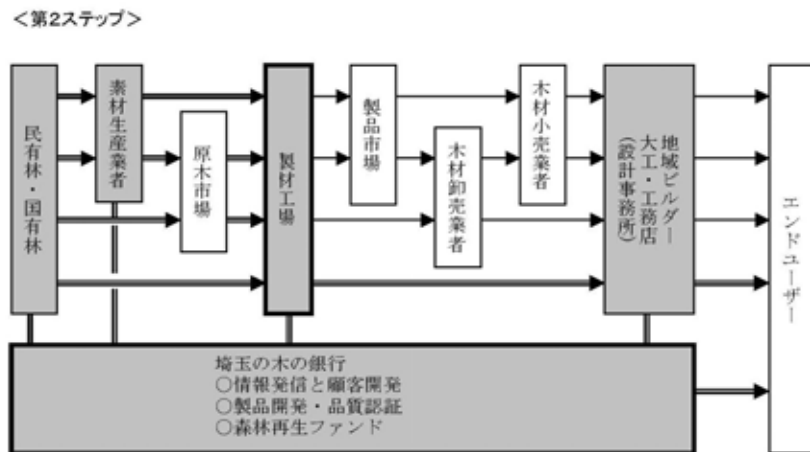 <第2ステップ>
民有林・国有林
素材生産業者
原木市場
製材工場
製品市場
木材卸売業者
木材小売業者
地域ビルダー
大工・工務店
(設計事務所)
エンドユーザー
埼玉の木の銀行
○情報発信と顧客開発
○製品開発・品質認証
○森林再生ファンド